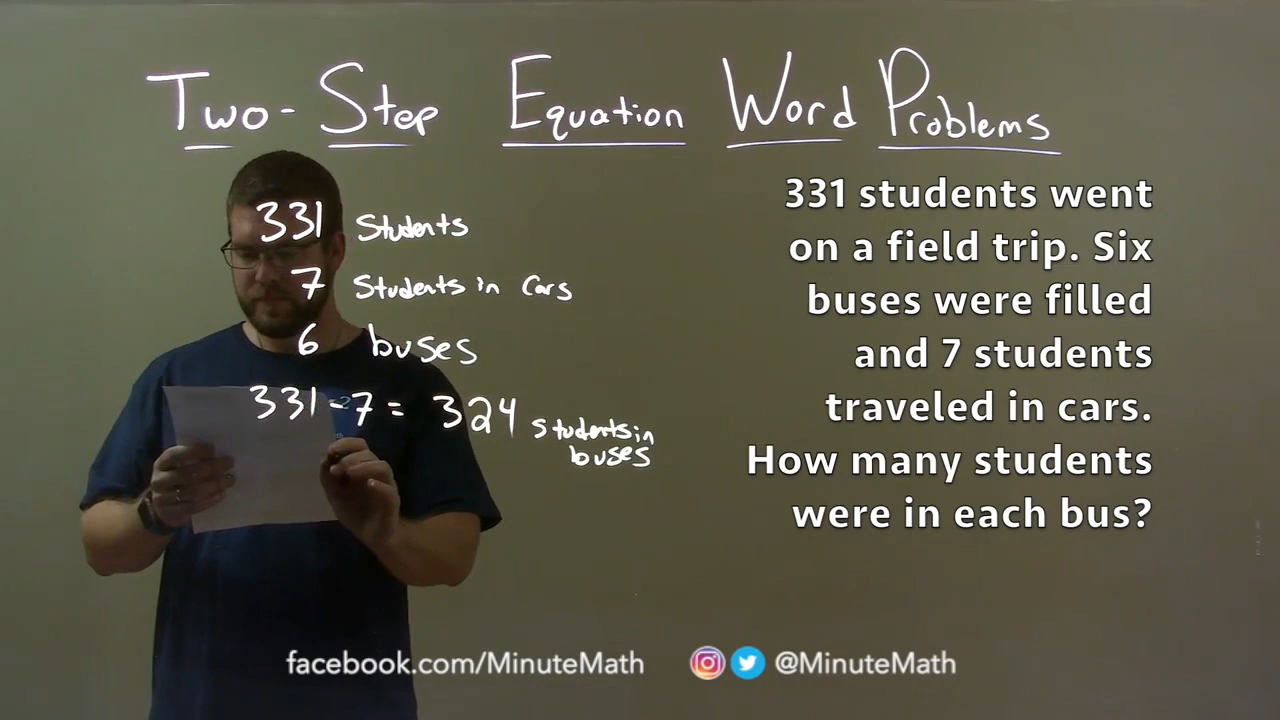 Two-Step Equation Word Problems
331 Students
7 Students in Cars
6 buses
331-7= 324 students in
buses
331 students went
on a field trip. Six
buses were filled
and 7 students
traveled in cars.
How many students
were in each bus?
facebook.com/MinuteMath @MinuteMath